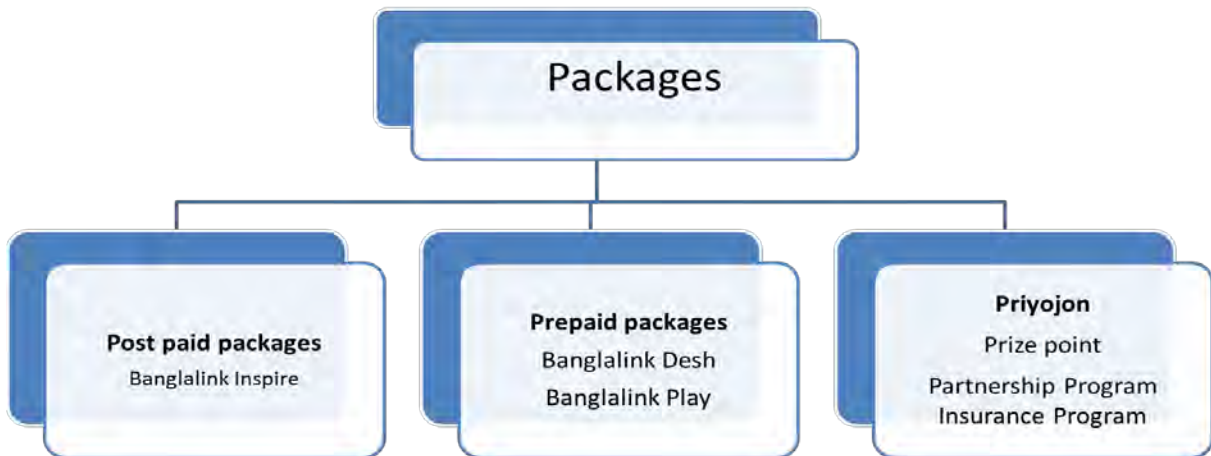 Packages
Post paid packages
Banglalink Inspire
Prepaid packages
Banglalink Desh
Banglalink Play
Priyojon
Prize point
Partnership Program
Insurance Program